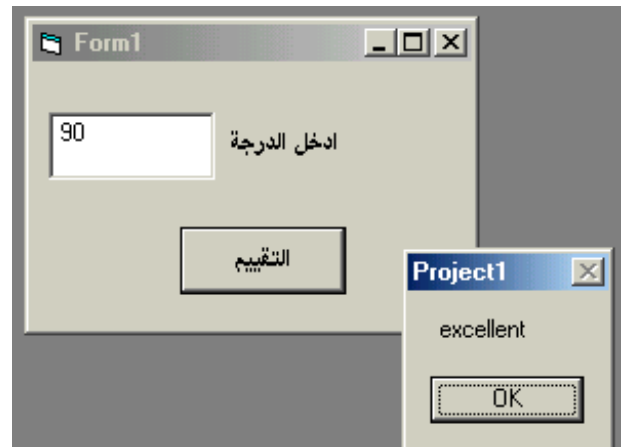 Form1
90
ادخل الدرجة
التقييم
Project1
excellent
OK